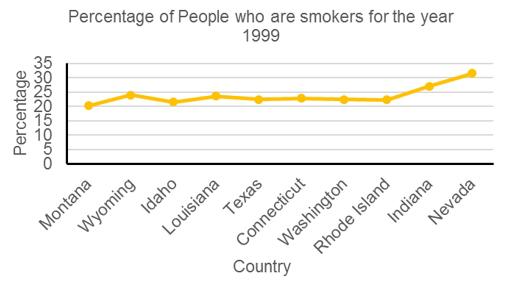 Percentage of People who are smokers for the year
1999
Percentage
35
30
25
20
15
10
5
0
Montana
Wyoming
Idaho
Louisiana
Texas
Connecticut
Washington
Rhode Island
Indiana
Nevada
Country